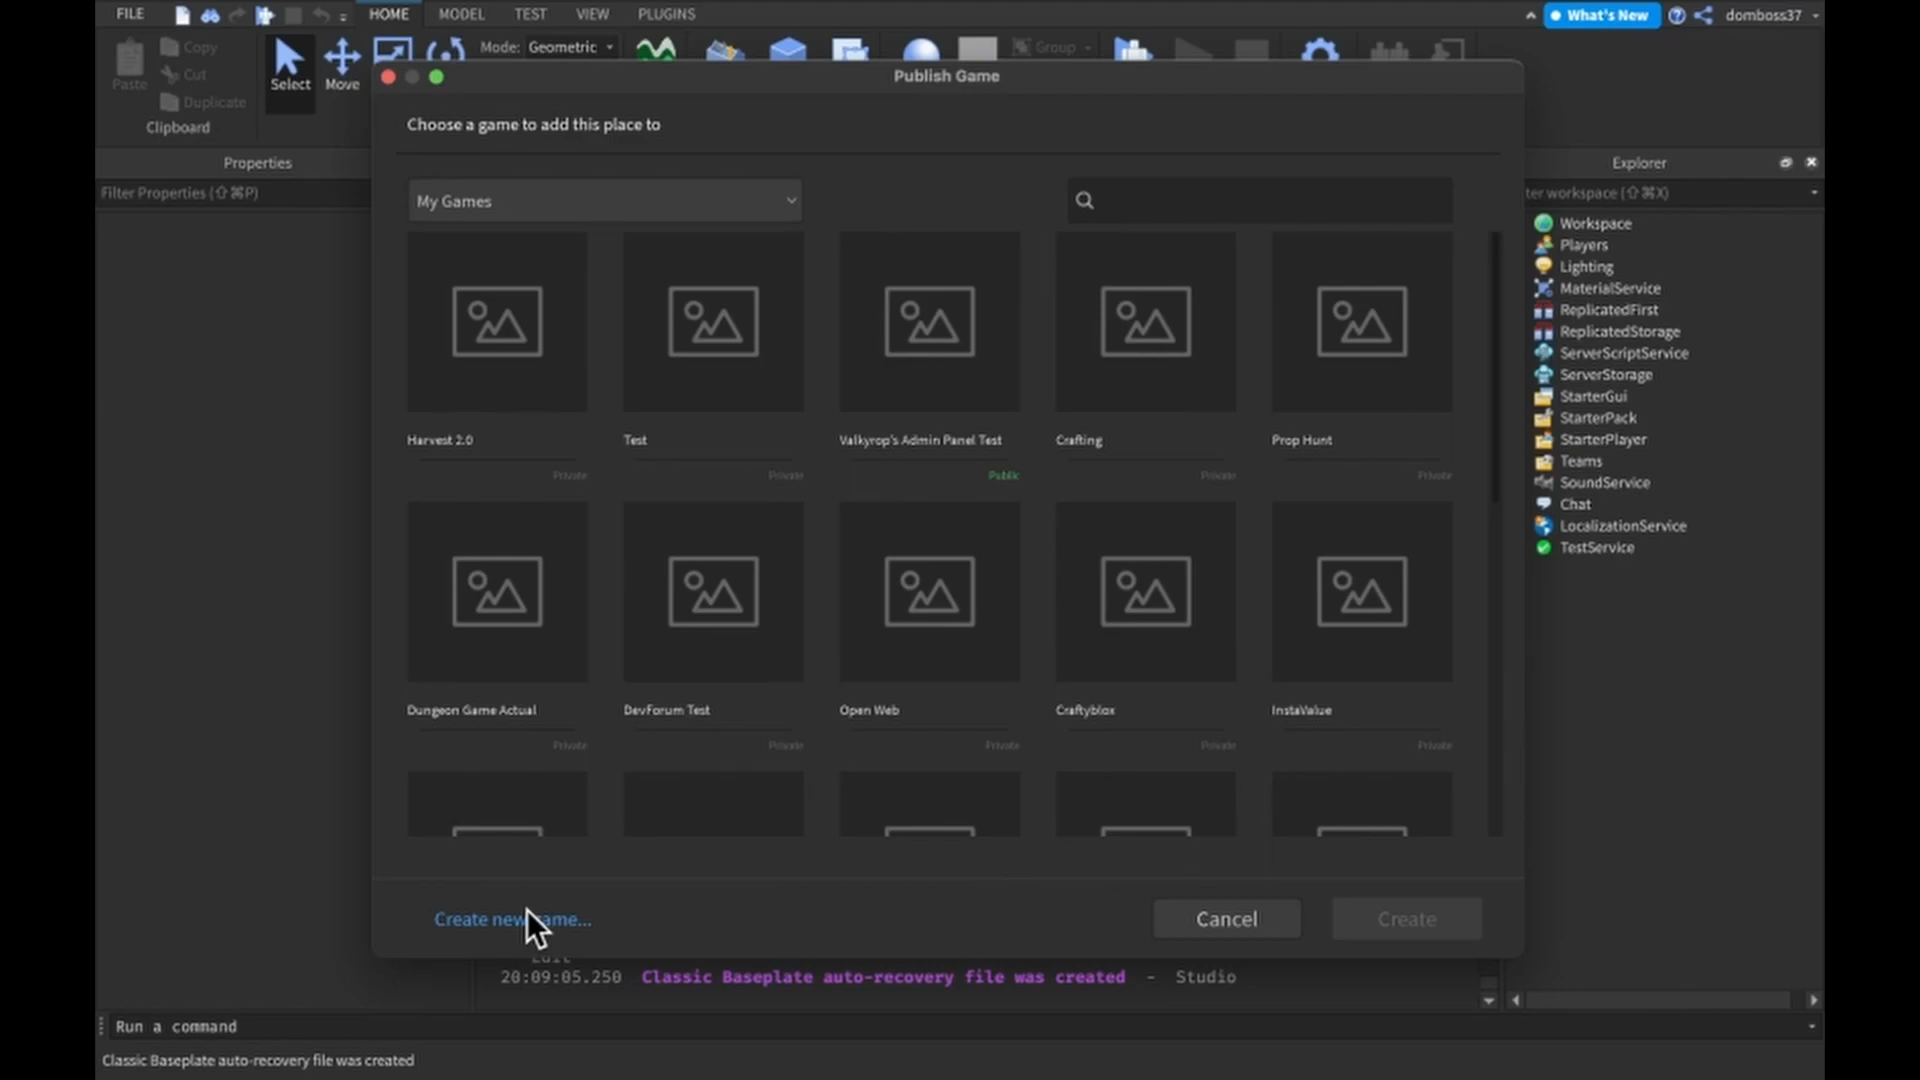 FILE HOME MODEL TEST VIEW PLUGINS What's New domboss37
Paste Copy Cut Duplicate
Clipboard
Select Move Mode: Geometric Group
Publish Game
Choose a game to add this place to
Properties
Filter Properties (⇧⌘P)
My Games
Harvest 2.0 Test Valkyrop's Admin Panel Test Crafting Prop Hunt
Private Private Public Private Private
Dungeon Game Actual DevForum Test Open Web Craftyblox InstaValue
Private Private Private Private Private
Create new ame...
Cancel Create
Explorer
ter workspace (⇧⌘X)
Workspace
Players
Lighting
MaterialService
ReplicatedFirst
ReplicatedStorage
ServerScriptService
ServerStorage
StarterGui
StarterPack
StarterPlayer
Teams
SoundService
Chat
LocalizationService
TestService
20:09:05.250 Classic Baseplate auto-recovery file was created - Studio
Run a command
Classic Baseplate auto-recovery file was created